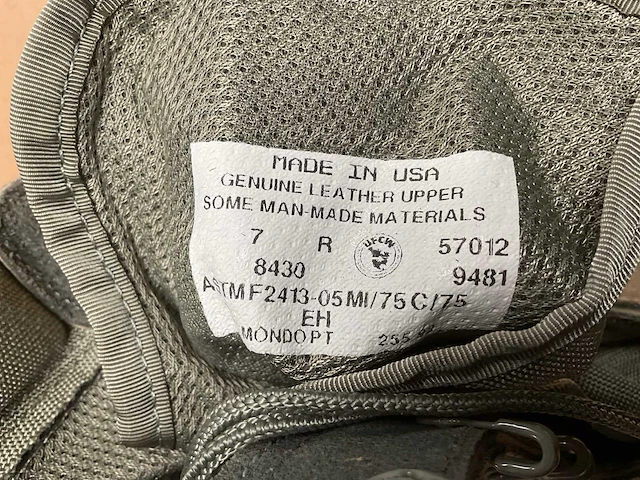 MADE IN USA
GENUINE LEATHER UPPER
SOME MAN-MADE MATERIALS
7 R UFCW 57012
8430 9481
ASTM F2413-05 MI/75 C/75
EH
MONDOPT